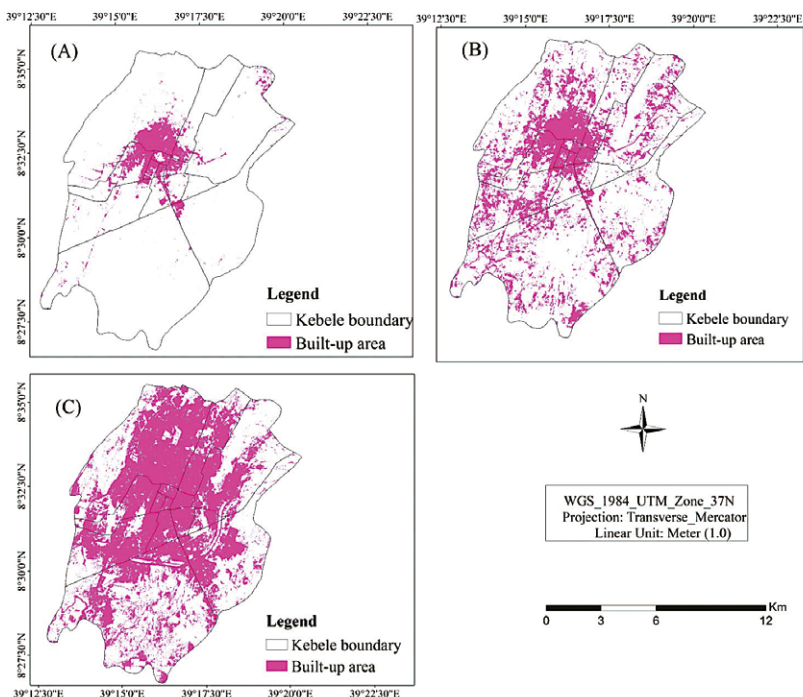 39°12'30"E 39°15'0"E 39°17'30"E 39°20'0"E 39°22'30"E
39°12'30"E 39°15'0"E 39°17'30"E 39°20'0"E 39°22'30"E
(A)
8°35'0"N
8°32'30"N
8°30'0"N
8°27'30"N
Legend
Kebele boundary
Built-up area
(B)
Legend
Kebele boundary
Built-up area
(C)
8°35'0"N
8°32'30"N
8°30'0"N
8°27'30"N
Legend
Kebele boundary
Built-up area
39°12'30"E 39°15'0"E 39°17'30"E 39°20'0"E 39°22'30"E
N
WGS_1984_UTM_Zone_37N
Projection: Transverse_Mercator
Linear Unit: Meter (1.0)
Km
0 3 6 12